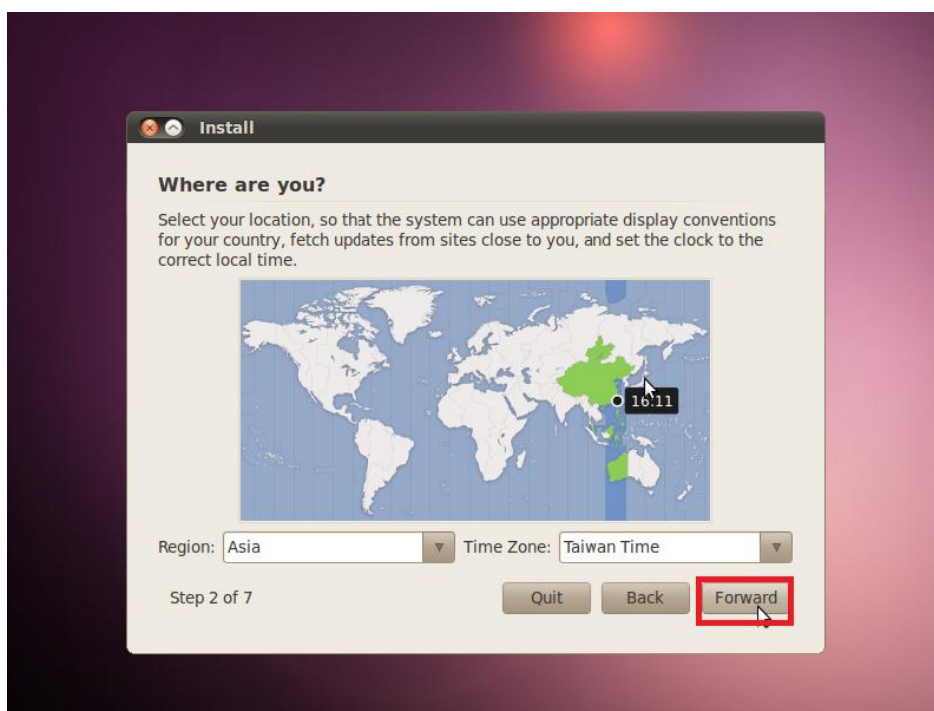 Install
Where are you?
Select your location, so that the system can use appropriate display conventions
for your country, fetch updates from sites close to you, and set the clock to the
correct local time.
16:11
Region: Asia Time Zone: Taiwan Time
Step 2 of 7 Quit Back Forward